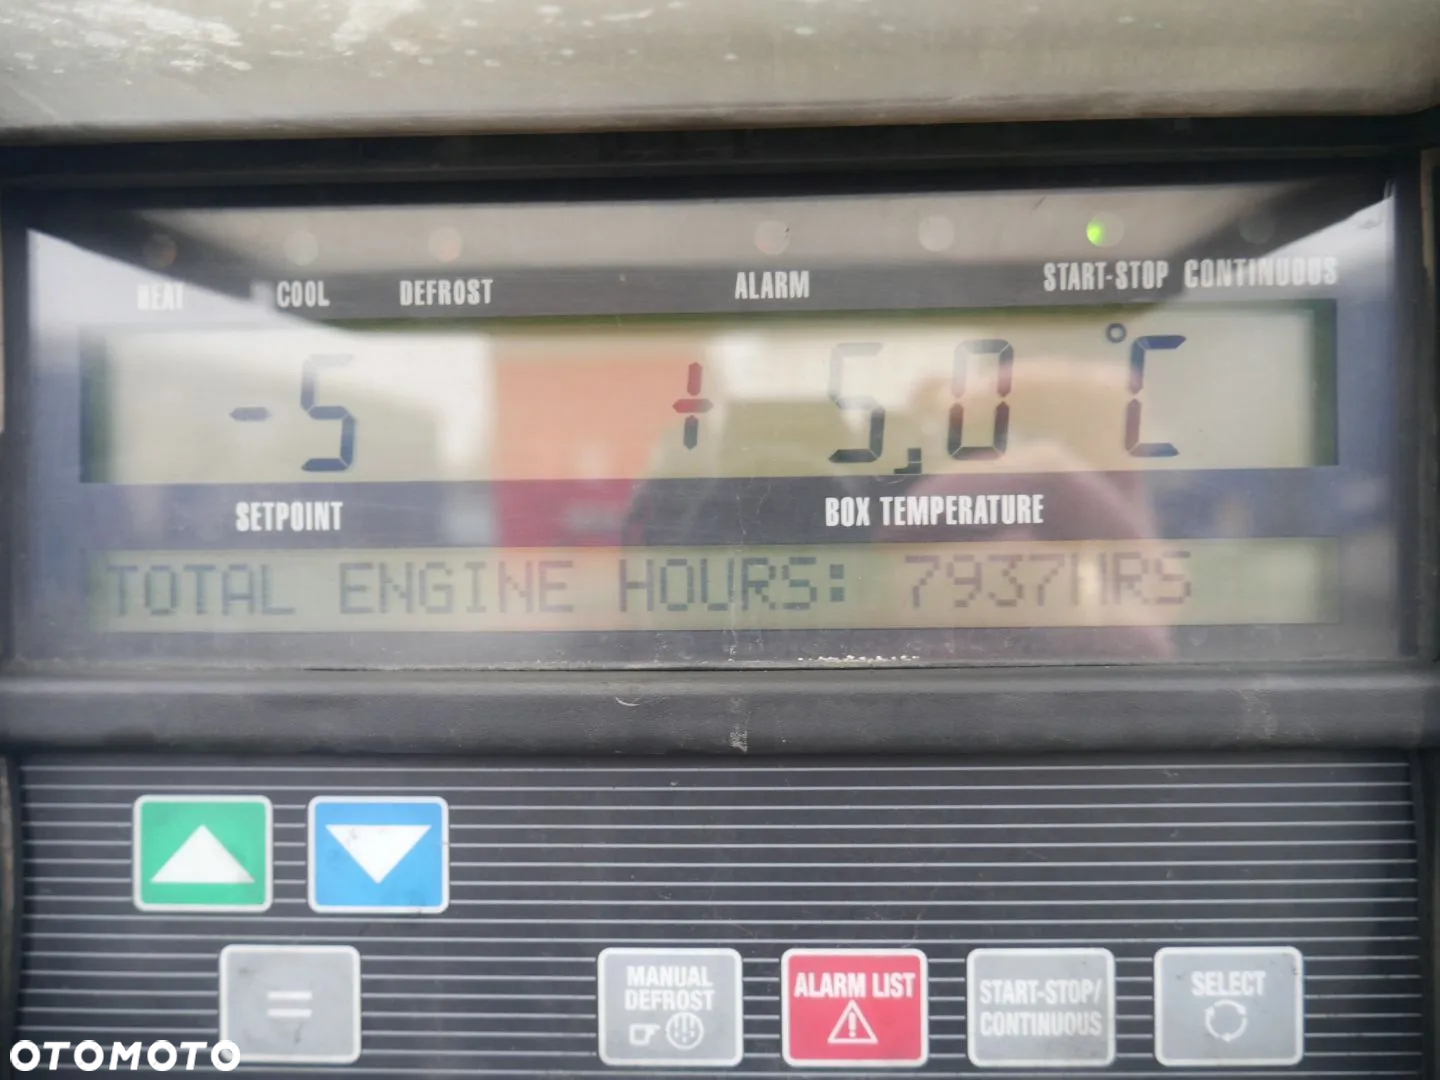 HEAT COOL DEFROST ALARM START-STOP CONTINUOUS
-5 + 5,0 °C
SETPOINT BOX TEMPERATURE
TOTAL ENGINE HOURS: 7937HRS
=
MANUAL DEFROST
ALARM LIST
START-STOP/
CONTINUOUS
SELECT
OTOMOTO